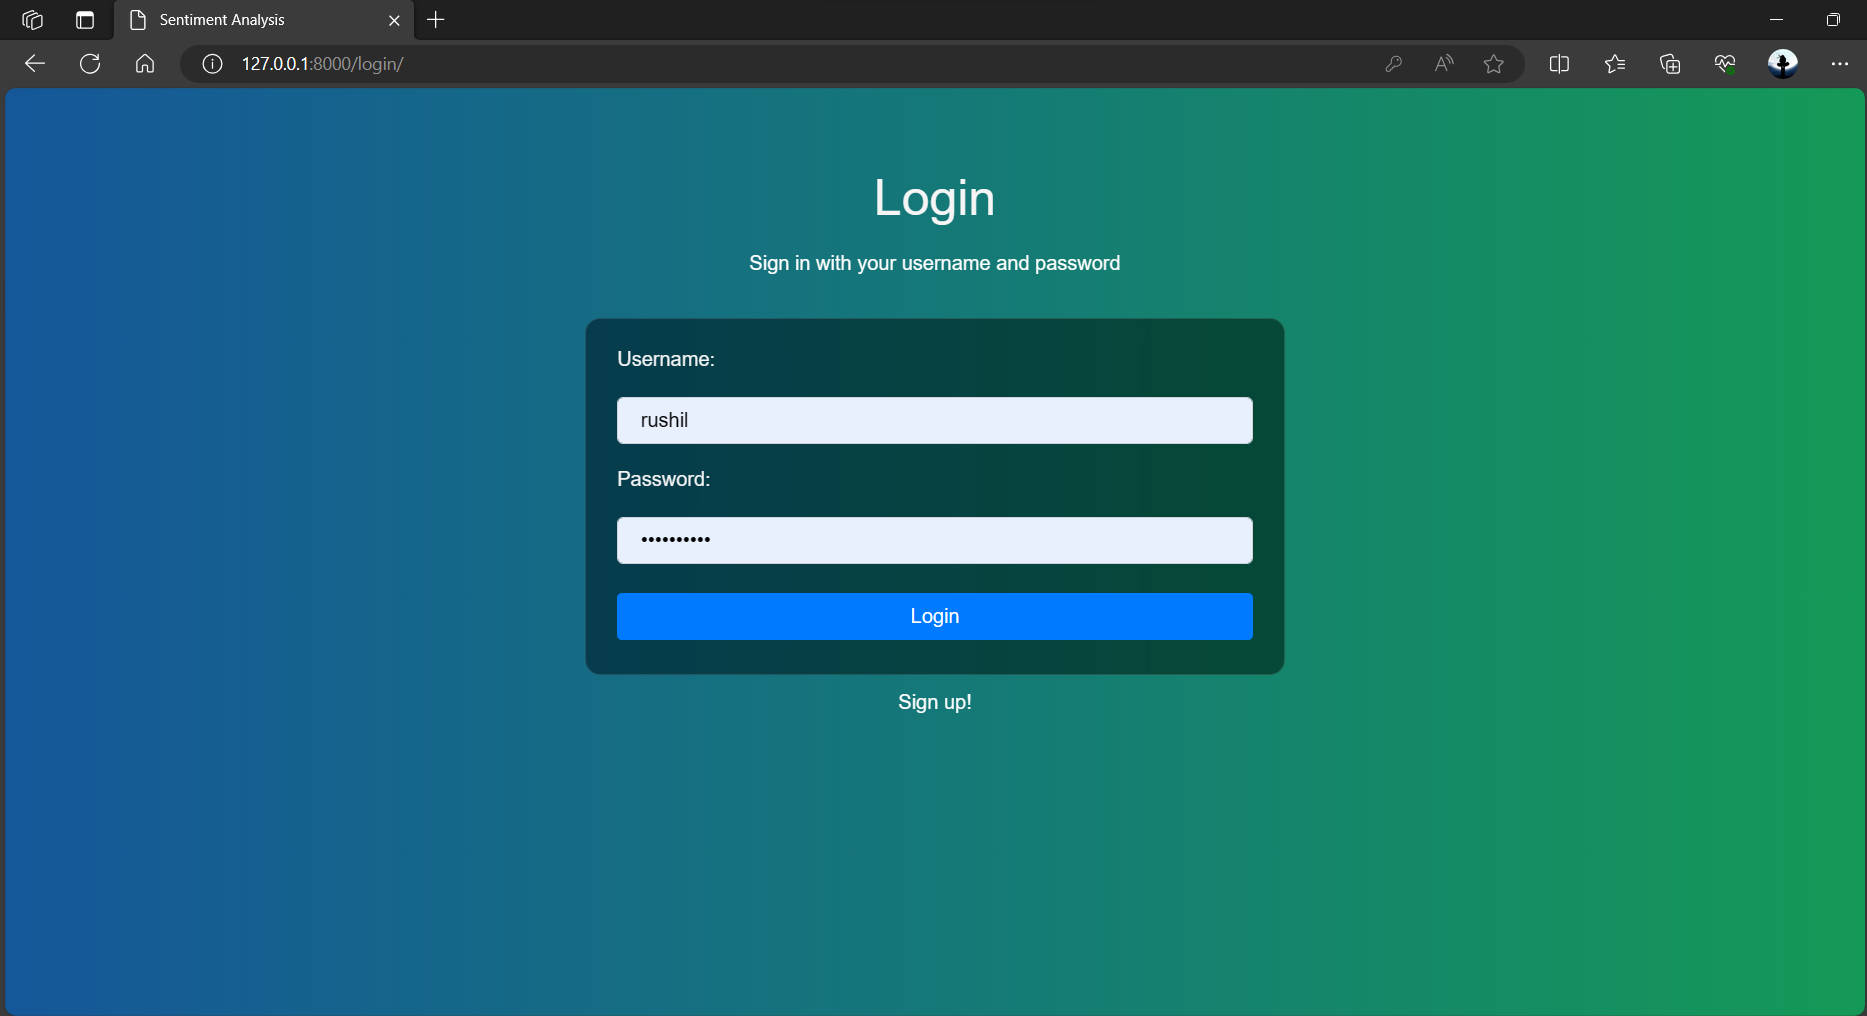 Sentiment Analysis
127.0.0.1:8000/login/
Login
Sign in with your username and password
Username:
rushil
Password:
••••••••••
Login
Sign up!